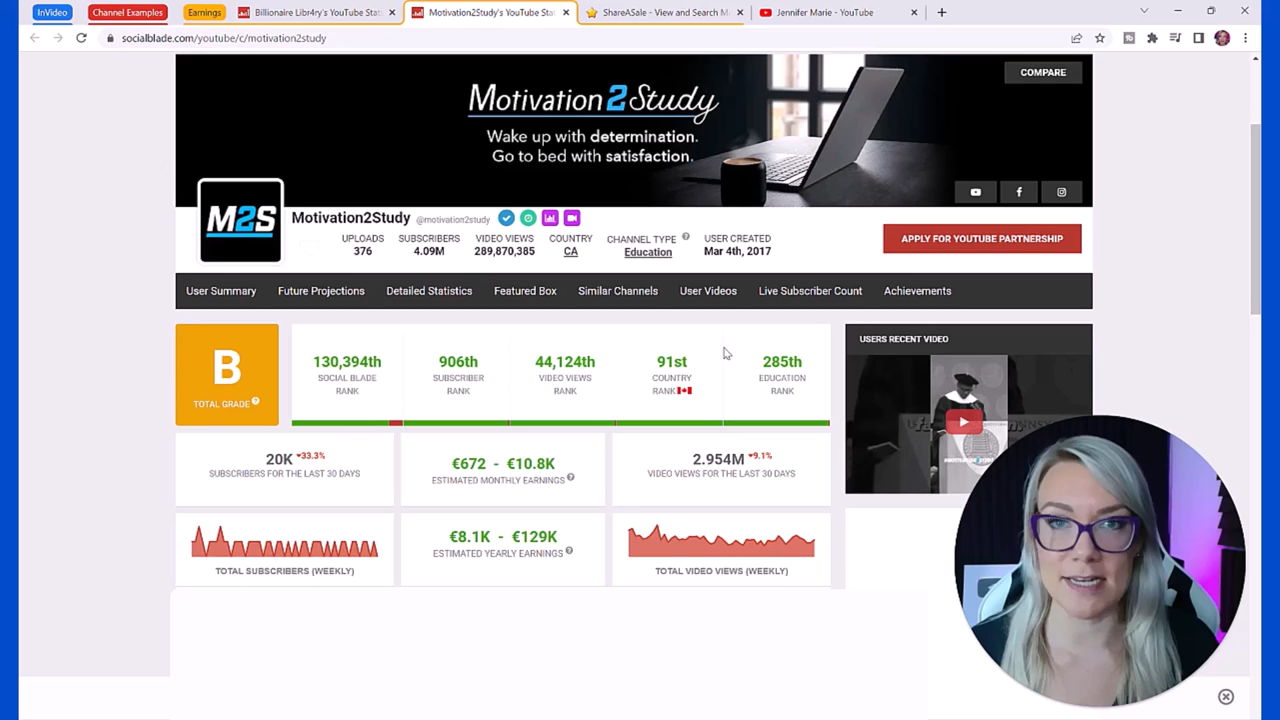 InVideo
Channel Examples
Earnings
Billionaire Libr4ry's YouTube Stat
Motivation2Study's YouTube Stat
ShareASale - View and Search M
Jennifer Marie - YouTube
socialblade.com/youtube/c/motivation2study
COMPARE
Motivation2Study
Wake up with determination.
Go to bed with satisfaction.
M2S
Motivation2Study @motivation2study
UPLOADS SUBSCRIBERS VIDEO VIEWS COUNTRY CHANNEL TYPE USER CREATED
376 4.09M 289,870,385 CA Education Mar 4th, 2017
APPLY FOR YOUTUBE PARTNERSHIP
User Summary Future Projections Detailed Statistics Featured Box Similar Channels User Videos Live Subscriber Count Achievements
B
TOTAL GRADE
130,394th 906th 44,124th 91st 285th
SOCIAL BLADE SUBSCRIBER VIDEO VIEWS COUNTRY EDUCATION
RANK RANK RANK RANK RANK
USERS RECENT VIDEO
20K 33.3%
SUBSCRIBERS FOR THE LAST 30 DAYS
€672 - €10.8K
ESTIMATED MONTHLY EARNINGS
2.954M 9.1%
VIDEO VIEWS FOR THE LAST 30 DAYS
TOTAL SUBSCRIBERS (WEEKLY)
€8.1K - €129K
ESTIMATED YEARLY EARNINGS
TOTAL VIDEO VIEWS (WEEKLY)